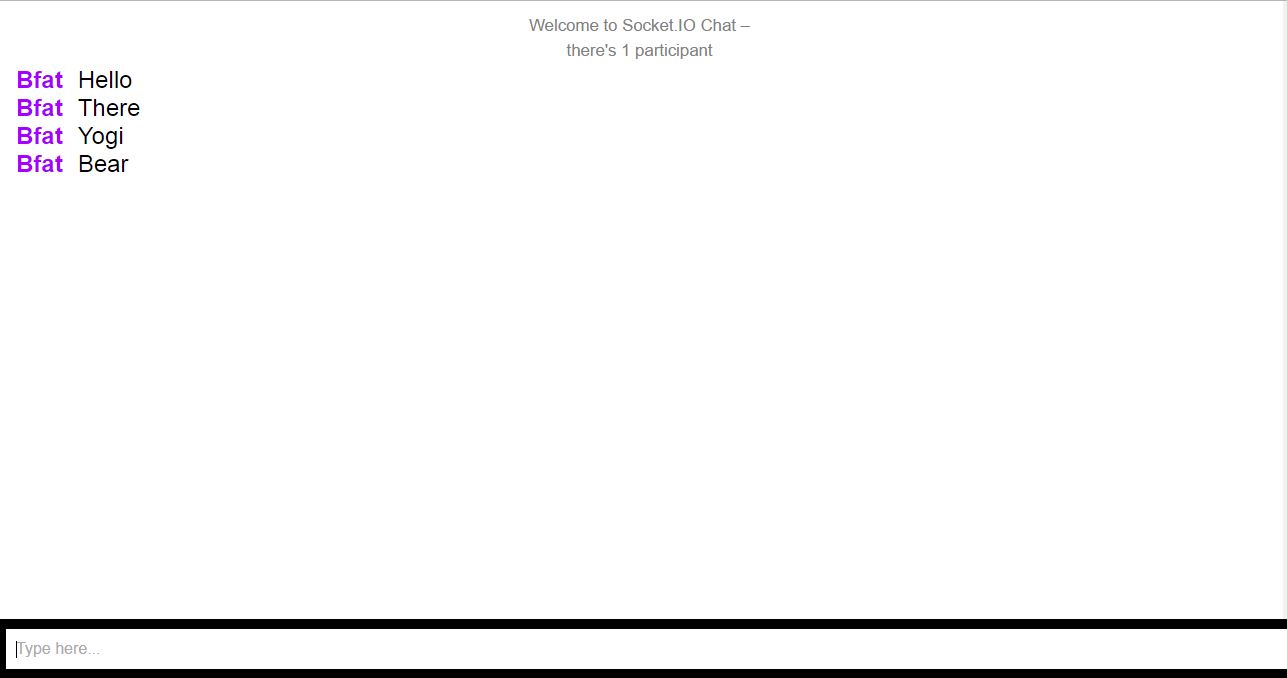 Welcome to Socket.IO Chat –
there's 1 participant
Bfat Hello
Bfat There
Bfat Yogi
Bfat Bear
Type here...